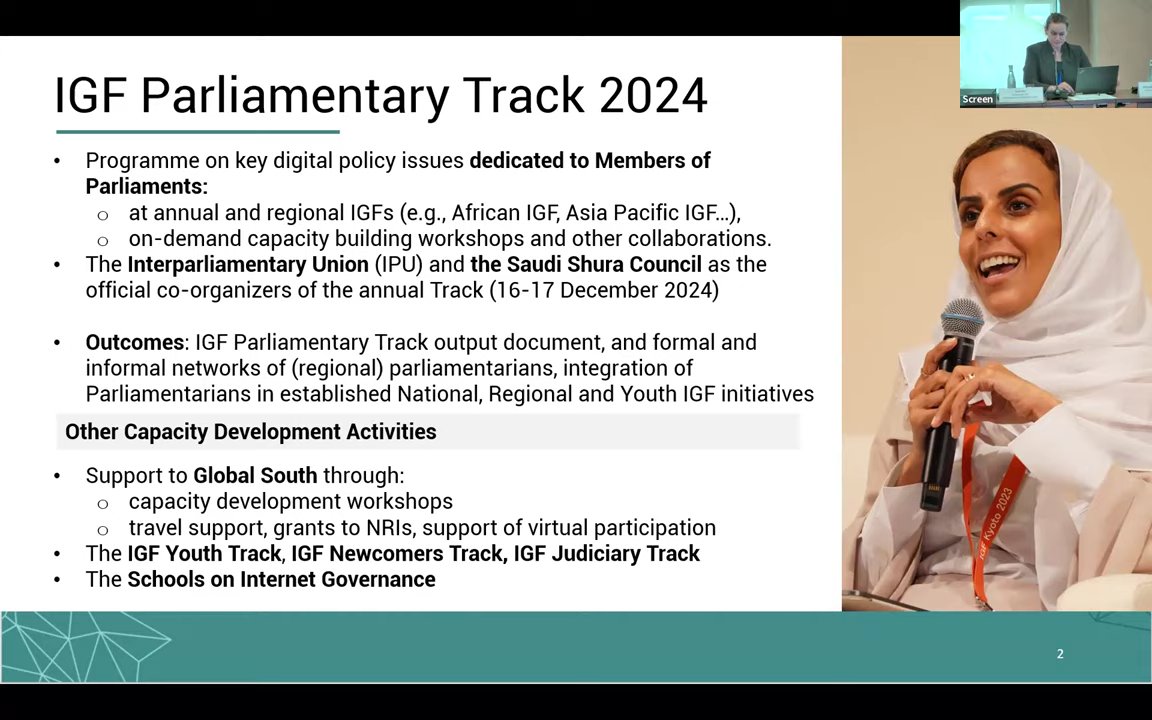 IGF Parliamentary Track 2024
• Programme on key digital policy issues dedicated to Members of
Parliaments:
o at annual and regional IGFs (e.g., African IGF, Asia Pacific IGF...),
o on-demand capacity building workshops and other collaborations.
• The Interparliamentary Union (IPU) and the Saudi Shura Council as the
official co-organizers of the annual Track (16-17 December 2024)
• Outcomes: IGF Parliamentary Track output document, and formal and
informal networks of (regional) parliamentarians, integration of
Parliamentarians in established National, Regional and Youth IGF initiatives
Other Capacity Development Activities
• Support to Global South through:
o capacity development workshops
o travel support, grants to NRIs, support of virtual participation
• The IGF Youth Track, IGF Newcomers Track, IGF Judiciary Track
• The Schools on Internet Governance
2
Screen
IGF Kyoto 2023